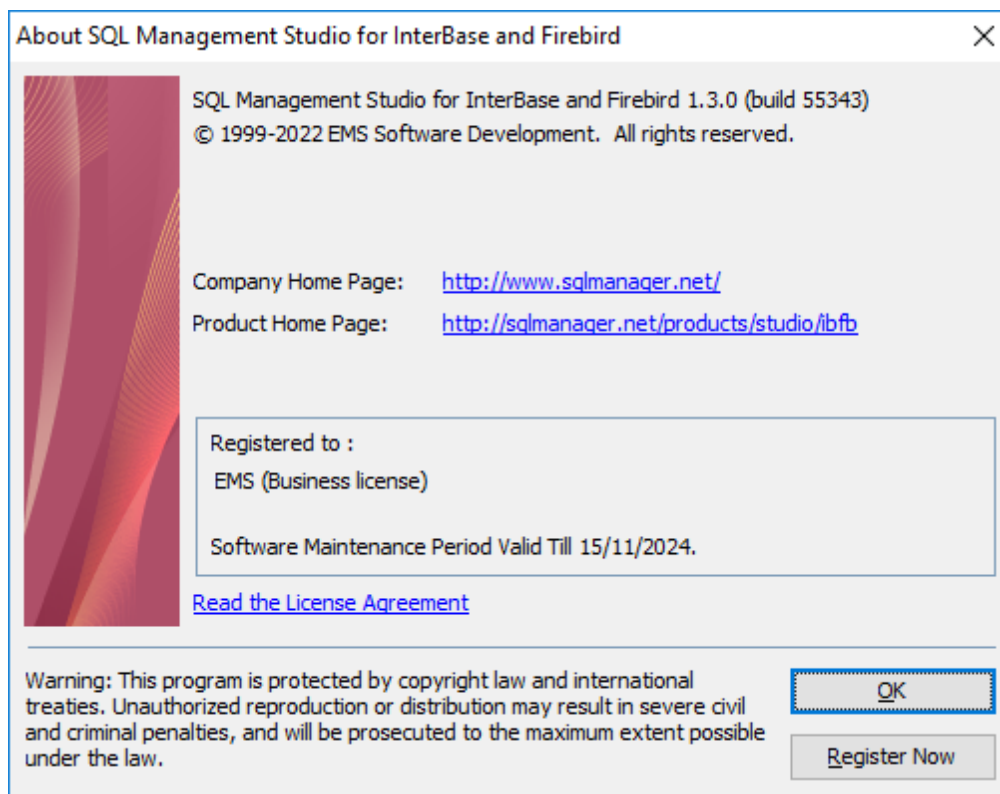 About SQL Management Studio for InterBase and Firebird
SQL Management Studio for InterBase and Firebird 1.3.0 (build 55343)
© 1999-2022 EMS Software Development.  All rights reserved.
Company Home Page: http://www.sqlmanager.net/
Product Home Page: http://sqlmanager.net/products/studio/ibfb
Registered to :
EMS (Business license)
Software Maintenance Period Valid Till 15/11/2024.
Read the License Agreement
Warning: This program is protected by copyright law and international
treaties. Unauthorized reproduction or distribution may result in severe civil
and criminal penalties, and will be prosecuted to the maximum extent possible
under the law.
OK
Register Now